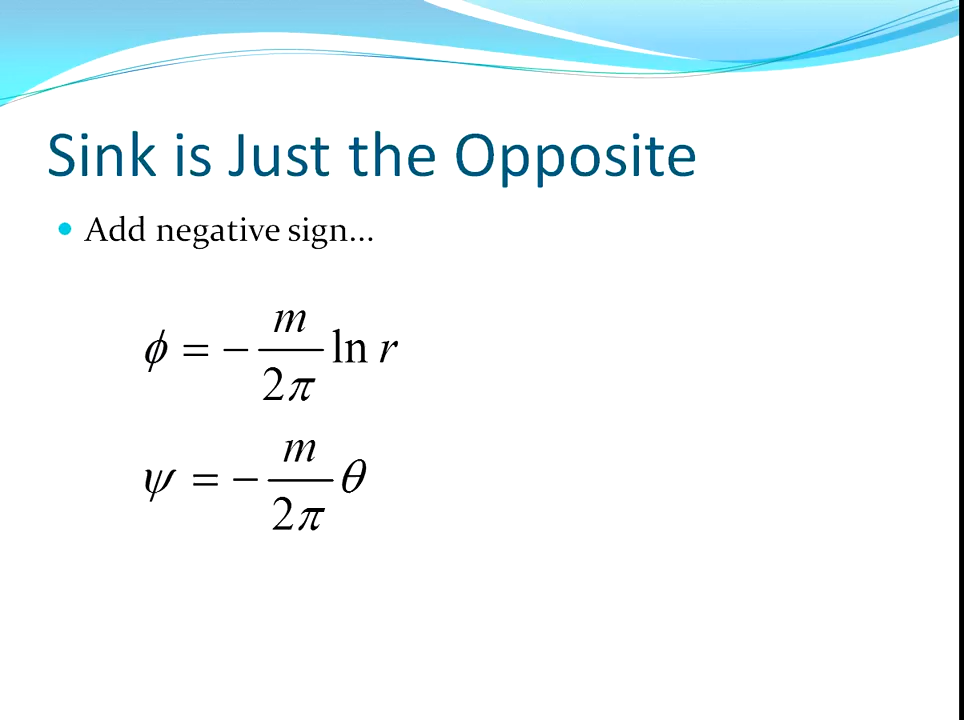 Sink is Just the Opposite
Add negative sign...
ϕ = − m/2π ln r
ψ = − m/2π θ